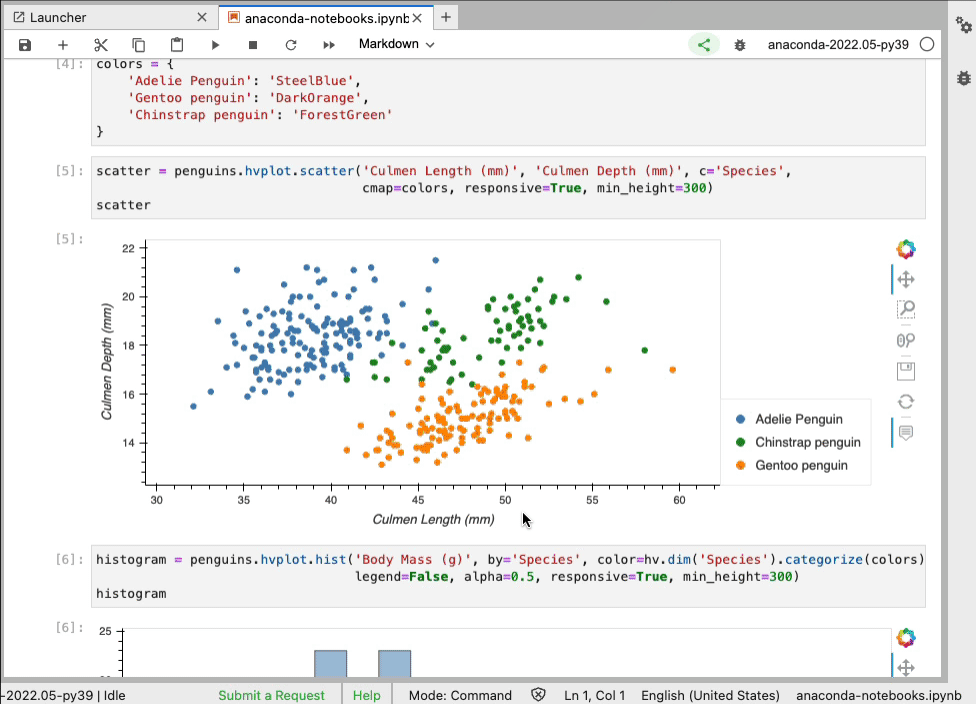 Launcher
anaconda-notebooks.ipynb
Markdown
anaconda-2022.05-py39
[4]:
colors = {
'Adelie Penguin': 'SteelBlue',
'Gentoo penguin': 'DarkOrange',
'Chinstrap penguin': 'ForestGreen'
}
[5]:
scatter = penguins.hvplot.scatter('Culmen Length (mm)', 'Culmen Depth (mm)', c='Species',
cmap=colors, responsive=True, min_height=300)
scatter
[5]:
22
20
18
16
14
Culmen Depth (mm)
30 35 40 45 50 55 60
Culmen Length (mm)
Adelie Penguin
Chinstrap penguin
Gentoo penguin
[6]:
histogram = penguins.hvplot.hist('Body Mass (g)', by='Species', color=hv.dim('Species').categorize(colors)
legend=False, alpha=0.5, responsive=True, min_height=300)
histogram
[6]:
25
-2022.05-py39 | Idle
Submit a Request
Help
Mode: Command
Ln 1, Col 1
English (United States)
anaconda-notebooks.ipynb